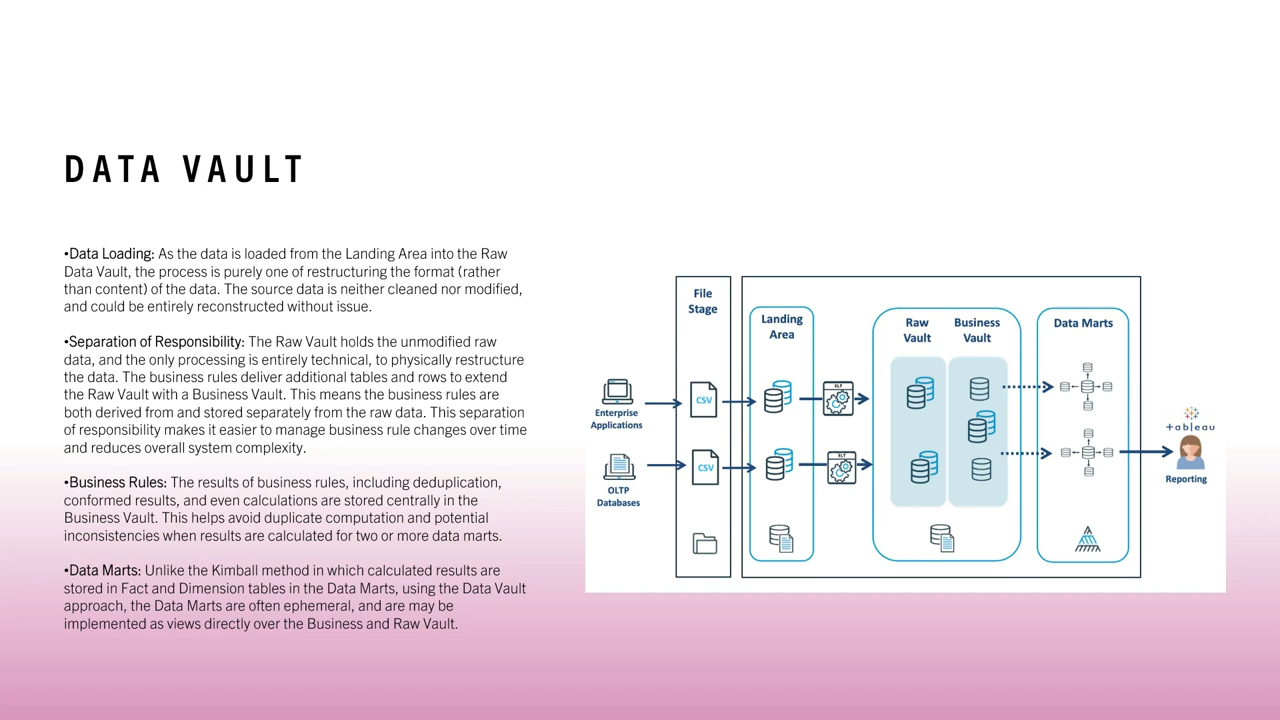 DATA VAULT
•Data Loading: As the data is loaded from the Landing Area into the Raw
Data Vault, the process is purely one of restructuring the format (rather
than content) of the data. The source data is neither cleaned nor modified,
and could be entirely reconstructed without issue.
•Separation of Responsibility: The Raw Vault holds the unmodified raw
data, and the only processing is entirely technical, to physically restructure
the data. The business rules deliver additional tables and rows to extend
the Raw Vault with a Business Vault. This means the business rules are
both derived from and stored separately from the raw data. This separation
of responsibility makes it easier to manage business rule changes over time
and reduces overall system complexity.
•Business Rules: The results of business rules, including deduplication,
conformed results, and even calculations are stored centrally in the
Business Vault. This helps avoid duplicate computation and potential
inconsistencies when results are calculated for two or more data marts.
•Data Marts: Unlike the Kimball method in which calculated results are
stored in Fact and Dimension tables in the Data Marts, using the Data Vault
approach, the Data Marts are often ephemeral, and are may be
implemented as views directly over the Business and Raw Vault.
File
Stage
Landing
Area
Raw
Vault
Business
Vault
Data Marts
Enterprise
Applications
CSV
ELT
OLTP
Databases
CSV
ELT
+ableau
Reporting